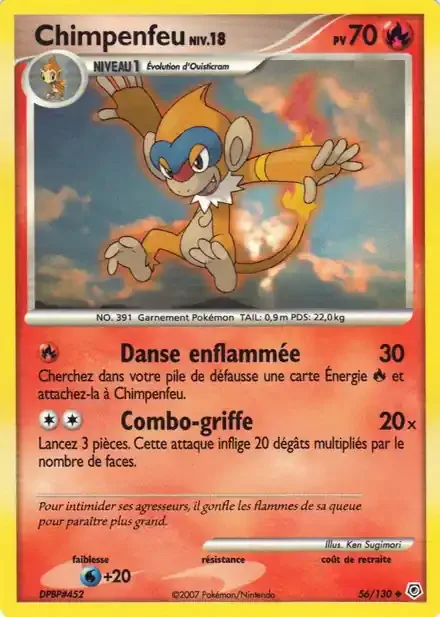 Chimpenfeu NIV.18 PV 70
NIVEAU 1 Évolution d'Ouisticram
NO. 391 Garnement Pokémon TAIL: 0,9 m PDS: 22,0 kg
Danse enflammée 30
Cherchez dans votre pile de défausse une carte Énergie et
attachez-la à Chimpenfeu.
Combo-griffe 20x
Lancez 3 pièces. Cette attaque inflige 20 dégâts multipliés par le
nombre de faces.
Pour intimider ses agresseurs, il gonfle les flammes de sa queue
pour paraître plus grand.
Illus. Ken Sugimori
faiblesse résistance coût de retraite
+20
DPBP#452 ©2007 Pokémon/Nintendo 56/130